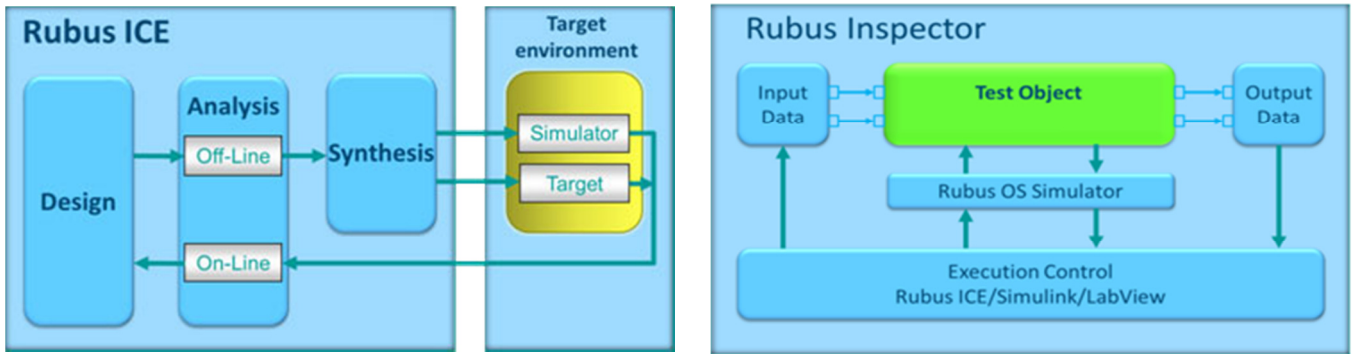 Rubus ICE
Design
Analysis
Off-Line
On-Line
Synthesis
Target
environment
Simulator
Target
Rubus Inspector
Input
Data
Test Object
Output
Data
Rubus OS Simulator
Execution Control
Rubus ICE/Simulink/LabView